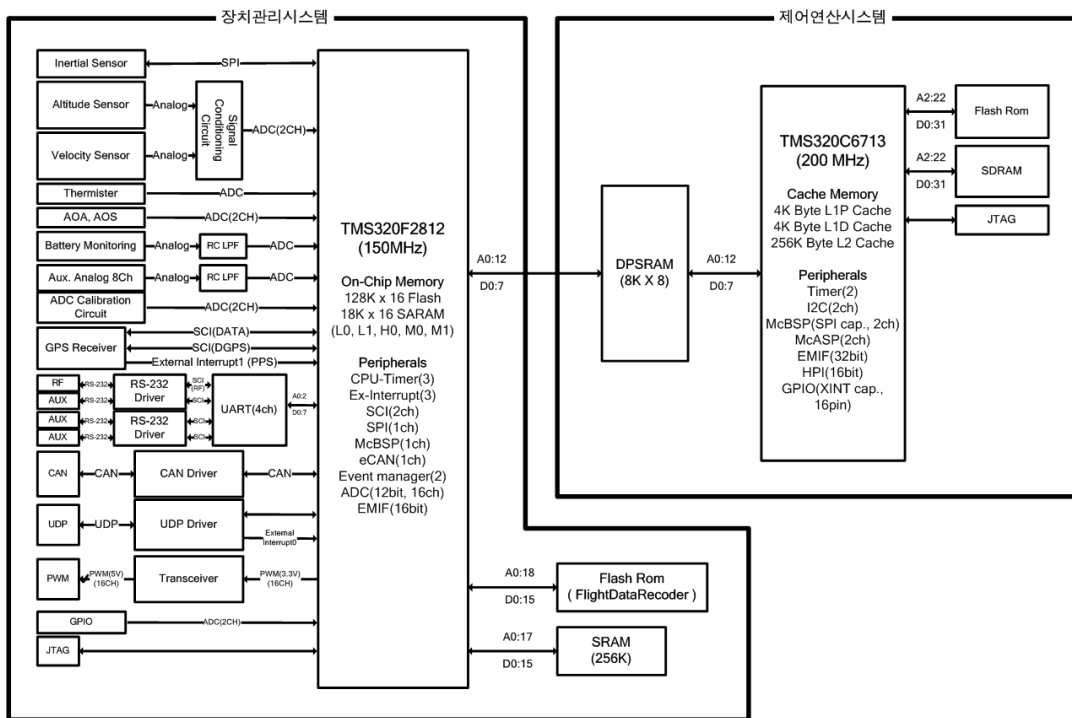 장치관리시스템
제어연산시스템
Inertial Sensor
SPI
Altitude Sensor
Analog
Velocity Sensor
Analog
Signal
Conditioning
Circuit
ADC(2CH)
Thermister
ADC
AOA, AOS
ADC(2CH)
Battery Monitoring
Analog
RC LPF
ADC
Aux. Analog 8Ch
Analog
RC LPF
ADC
ADC Calibration
Circuit
ADC(2CH)
GPS Receiver
SCI(DATA)
SCI(DGPS)
External Interrupt1 (PPS)
RF
RS-232
AUX
RS-232
RS-232
Driver
SCI
(RF)
SCI
AUX
RS-232
AUX
RS-232
RS-232
Driver
SCI
SCI
UART(4ch)
A0:2
D0:7
CAN
CAN
CAN Driver
CAN
UDP
UDP
UDP Driver
External
Interrupt0
PWM
PWM(5V)
(16CH)
Transceiver
PWM(3.3V)
(16CH)
GPIO
ADC(2CH)
JTAG
TMS320F2812
(150MHz)
On-Chip Memory
128K x 16 Flash
18K x 16 SARAM
(L0, L1, H0, M0, M1)
Peripherals
CPU-Timer(3)
Ex-Interrupt(3)
SCI(2ch)
SPI(1ch)
McBSP(1ch)
eCAN(1ch)
Event manager(2)
ADC(12bit, 16ch)
EMIF(16bit)
A0:12
D0:7
DPSRAM
(8K X 8)
A0:12
D0:7
A0:18
D0:15
Flash Rom
( FlightDataRecoder )
A0:17
D0:15
SRAM
(256K)
TMS320C6713
(200 MHz)
Cache Memory
4K Byte L1P Cache
4K Byte L1D Cache
256K Byte L2 Cache
Peripherals
Timer(2)
I2C(2ch)
McBSP(SPI cap., 2ch)
McASP(2ch)
EMIF(32bit)
HPI(16bit)
GPIO(XINT cap.,
16pin)
A2:22
D0:31
Flash Rom
A2:22
D0:31
SDRAM
JTAG